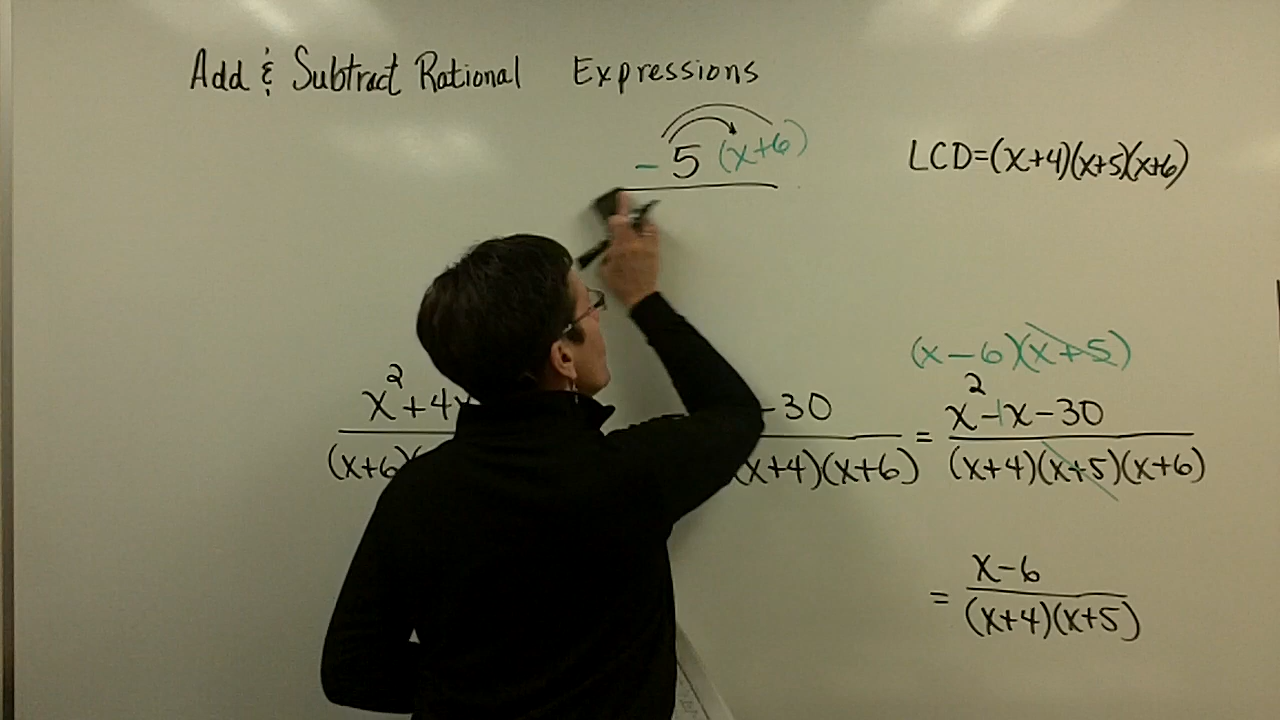 Add & Subtract Rational Expressions
- 5 (x+6)
LCD=(x+4)(x+5)(x+6)
(x-6)(x+5)
x²+4x
-30
= x²-1x-30
(x+6)(
x+4)(x+6)
(x+4)(x+5)(x+6)
= x-6
(x+4)(x+5)